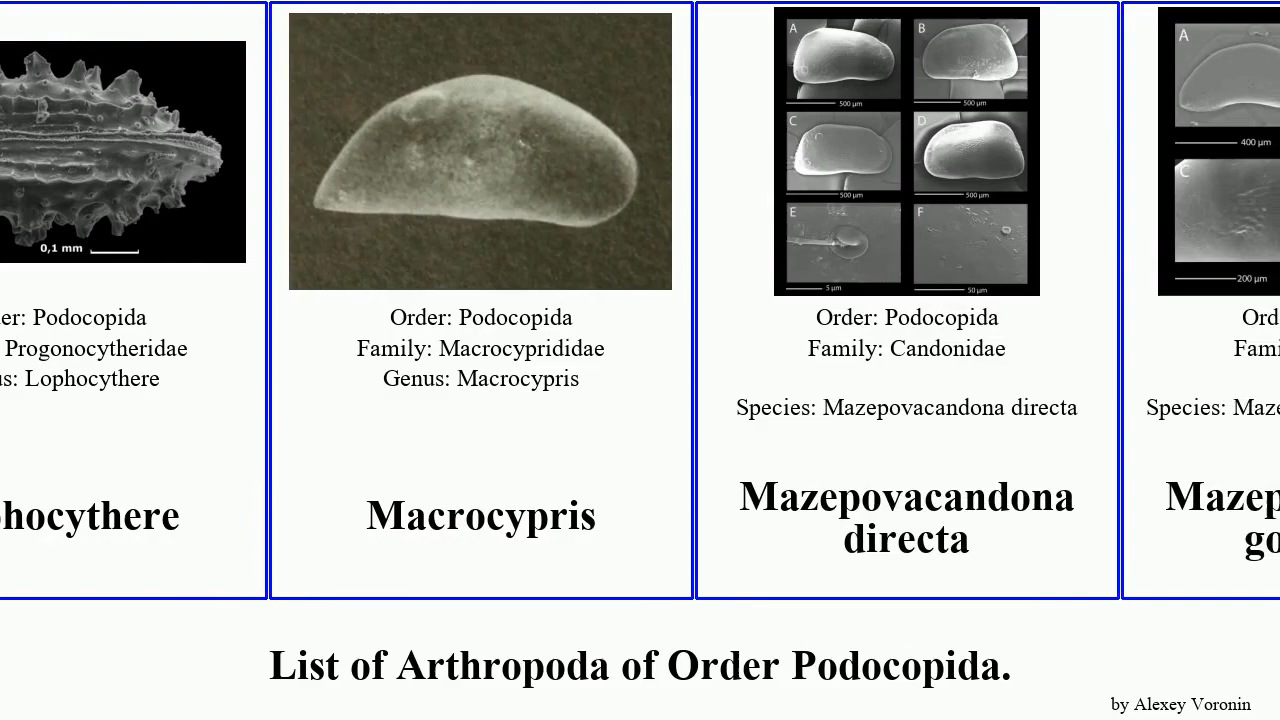 0,1 mm
er: Podocopida
Progonocytheridae
us: Lophocythere
hocythere
Order: Podocopida
Family: Macrocyprididae
Genus: Macrocypris
Macrocypris
A
B
500 µm
500 µm
C
D
500 µm
500 µm
E
F
5 µm
50 µm
Order: Podocopida
Family: Candonidae
Species: Mazepovacandona directa
Mazepovacandona
directa
A
400 µm
C
200 µm
Ord
Fami
Species: Maze
Mazep
go
List of Arthropoda of Order Podocopida.
by Alexey Voronin